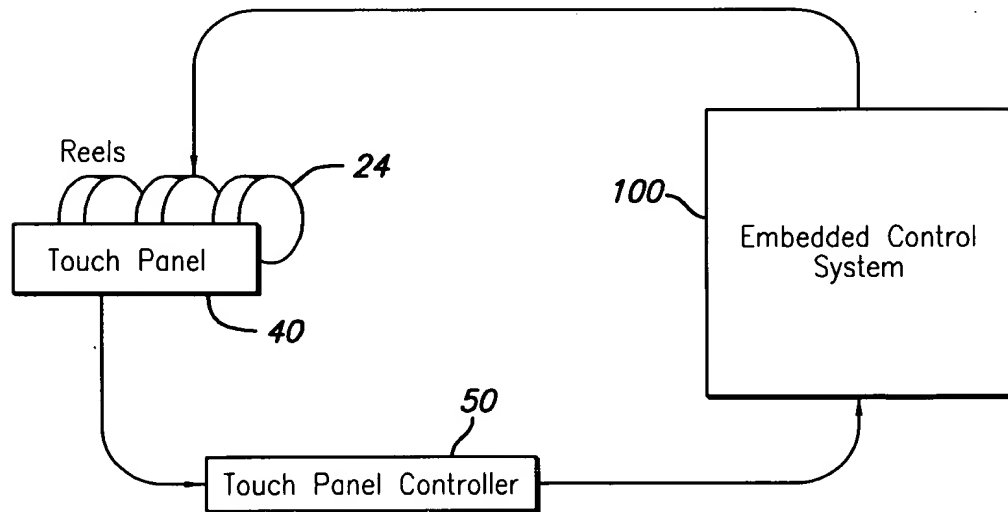 Reels
24
Touch Panel
40
100
Embedded Control
System
50
Touch Panel Controller